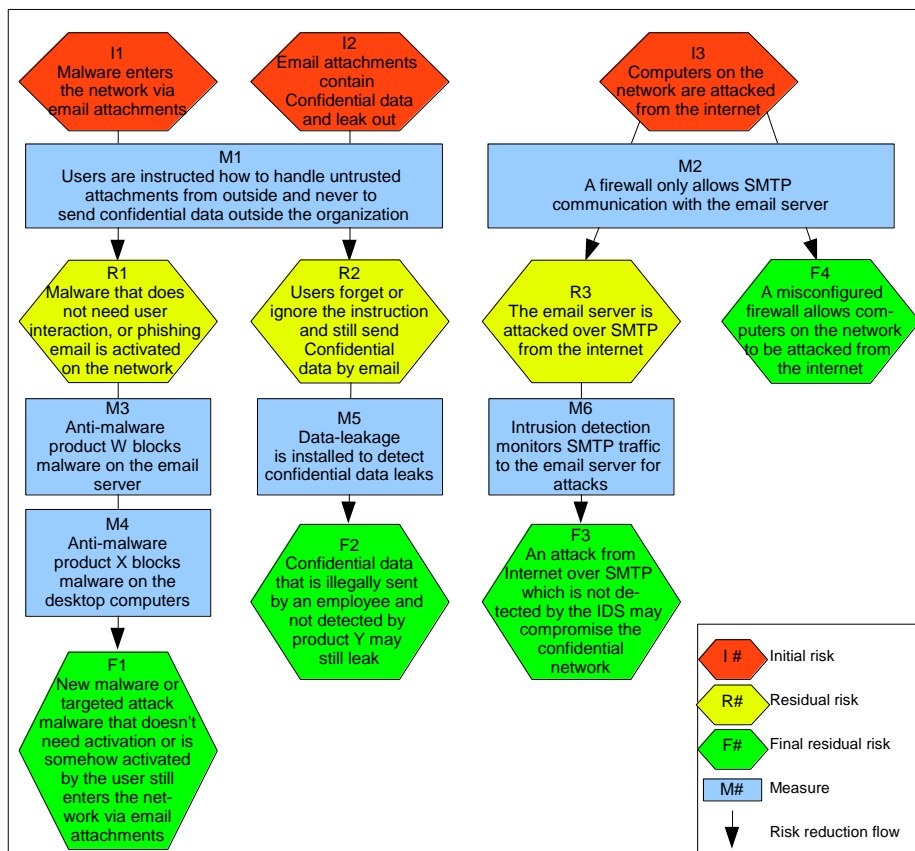 I1
Malware enters
the network via
email attachments
I2
Email attachments
contain
Confidential data
and leak out
I3
Computers on the
network are attacked
from the internet
M1
Users are instructed how to handle untrusted
attachments from outside and never to
send confidential data outside the organization
M2
A firewall only allows SMTP
communication with the email server
R1
Malware that does
not need user
interaction, or phishing
email is activated
on the network
R2
Users forget or
ignore the instruction
and still send
Confidential
data by email
R3
The email server is
attacked over SMTP
from the internet
F4
A misconfigured
firewall allows com-
puters on the network
to be attacked from
the internet
M3
Anti-malware
product W blocks
malware on the email
server
M5
Data-leakage
is installed to detect
confidential data leaks
M6
Intrusion detection
monitors SMTP traffic
to the email server for
attacks
M4
Anti-malware
product X blocks
malware on the
desktop computers
F2
Confidential data
that is illegally sent
by an employee and
not detected by
product Y may
still leak
F3
An attack from
Internet over SMTP
which is not de-
tected by the IDS may
compromise the
confidential
network
F1
New malware or
targeted attack
malware that doesn't
need activation or is
somehow activated
by the user still
enters the net-
work via email
attachments
I #
Initial risk
R#
Residual risk
F#
Final residual risk
M#
Measure
Risk reduction flow